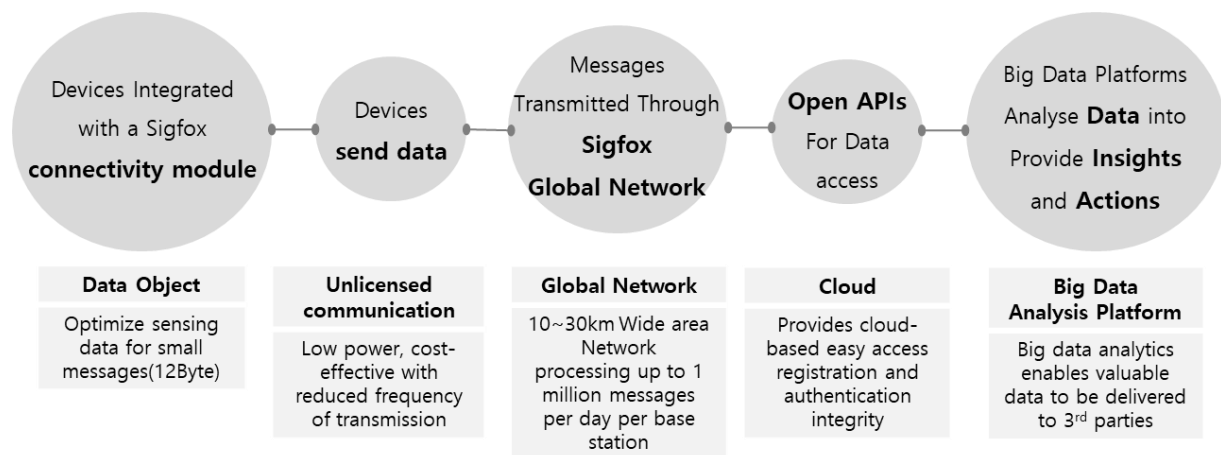 Devices Integrated
with a Sigfox
connectivity module
Devices
send data
Messages
Transmitted Through
Sigfox
Global Network
Open APIs
For Data
access
Big Data Platforms
Analyse Data into
Provide Insights
and Actions
Data Object
Optimize sensing
data for small
messages(12Byte)
Unlicensed
communication
Low power, cost-
effective with
reduced frequency
of transmission
Global Network
10~30km Wide area
Network
processing up to 1
million messages
per day per base
station
Cloud
Provides cloud-
based easy access
registration and
authentication
integrity
Big Data
Analysis Platform
Big data analytics
enables valuable
data to be delivered
to 3rd parties